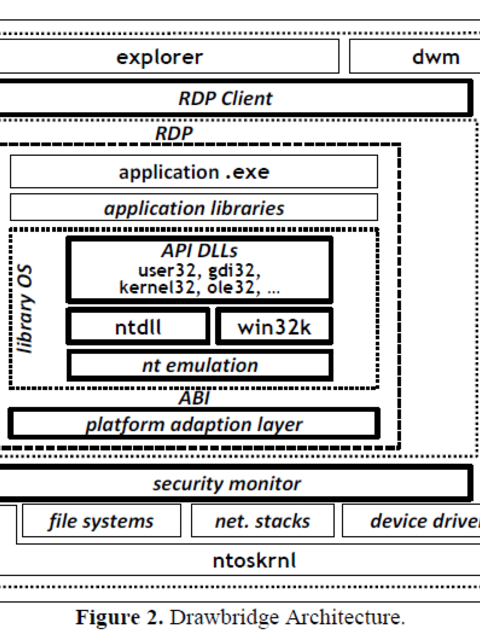 explorer
dwm
RDP Client
RDP
application .exe
application libraries
library OS
API DLLs
user32, gdi32,
kernel32, ole32, ...
ntdll
win32k
nt emulation
ABI
platform adaption layer
security monitor
file systems
net. stacks
device drive
ntoskrnl
Figure 2. Drawbridge Architecture.